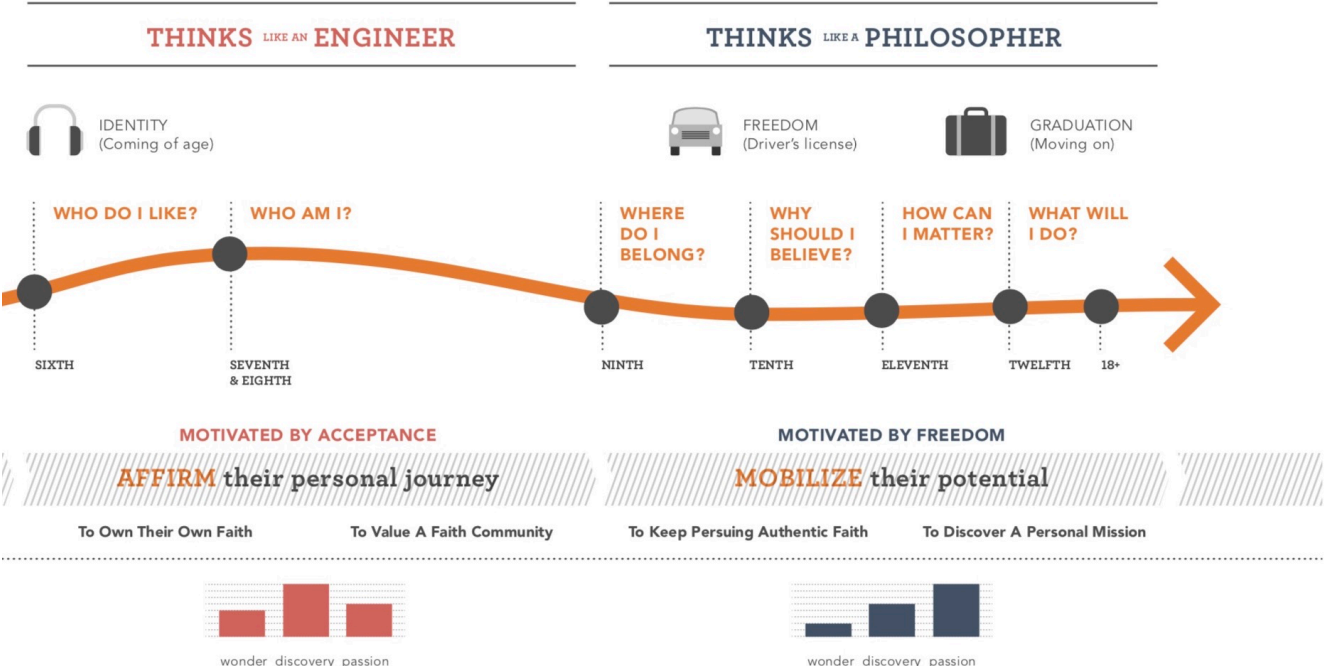 THINKS LIKE AN ENGINEER
THINKS LIKE A PHILOSOPHER
IDENTITY
(Coming of age)
FREEDOM
(Driver's license)
GRADUATION
(Moving on)
WHO DO I LIKE?
WHO AM I?
WHERE
DO I
BELONG?
WHY
SHOULD I
BELIEVE?
HOW CAN
I MATTER?
WHAT WILL
I DO?
SIXTH
SEVENTH
& EIGHTH
NINTH
TENTH
ELEVENTH
TWELFTH
18+
MOTIVATED BY ACCEPTANCE
MOTIVATED BY FREEDOM
AFFIRM their personal journey
MOBILIZE their potential
To Own Their Own Faith
To Value A Faith Community
To Keep Persuing Authentic Faith
To Discover A Personal Mission
wonder discovery passion
wonder discovery passion